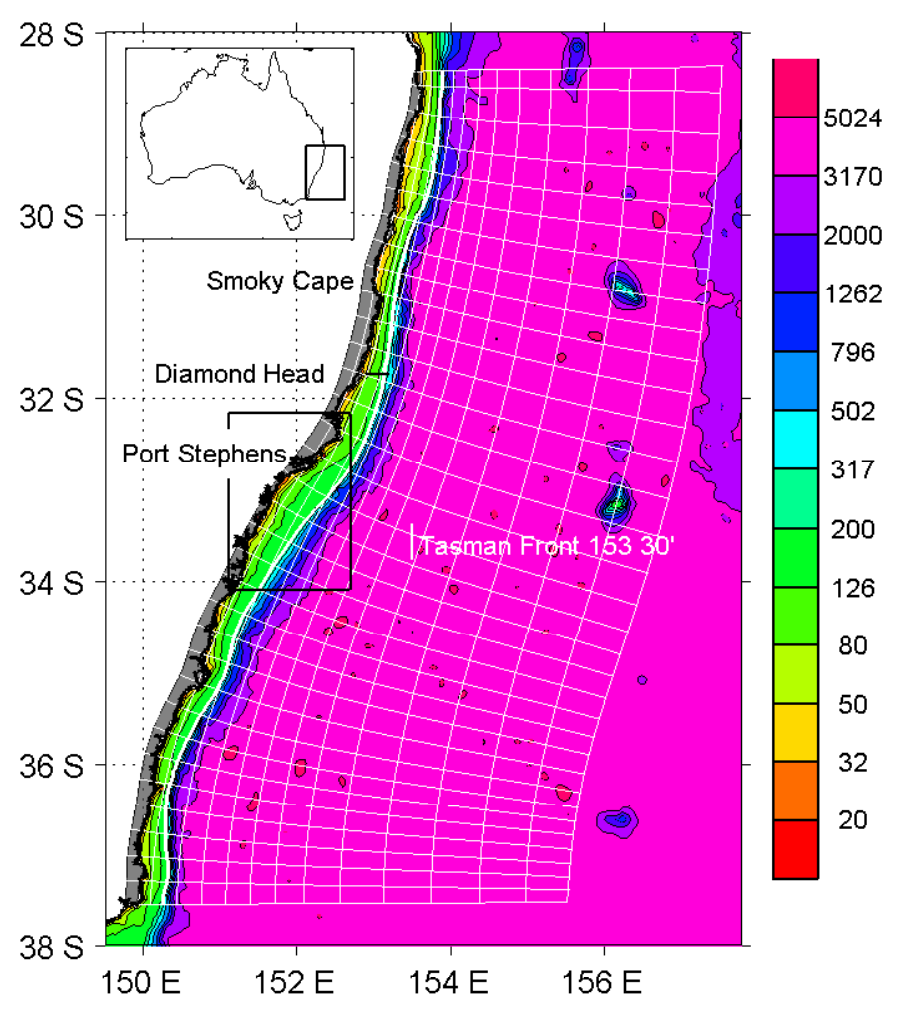 28 S
30 S
32 S
34 S
36 S
38 S
150 E
152 E
154 E
156 E
Smoky Cape
Diamond Head
Port Stephens
Tasman Front 153 30'
5024
3170
2000
1262
796
502
317
200
126
80
50
32
20